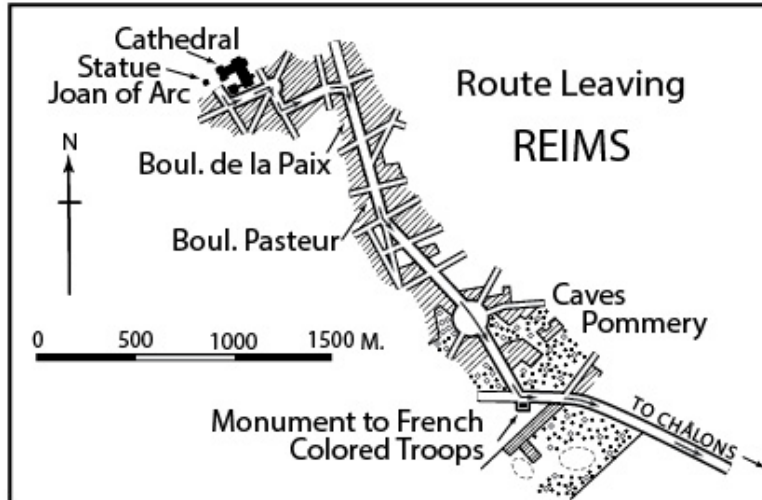 Cathedral
Statue
Joan of Arc
Route Leaving
REIMS
N
Boul. de la Paix
Boul. Pasteur
Caves
Pommery
0 500 1000 1500 M.
Monument to French
Colored Troops
TO CHÂLONS